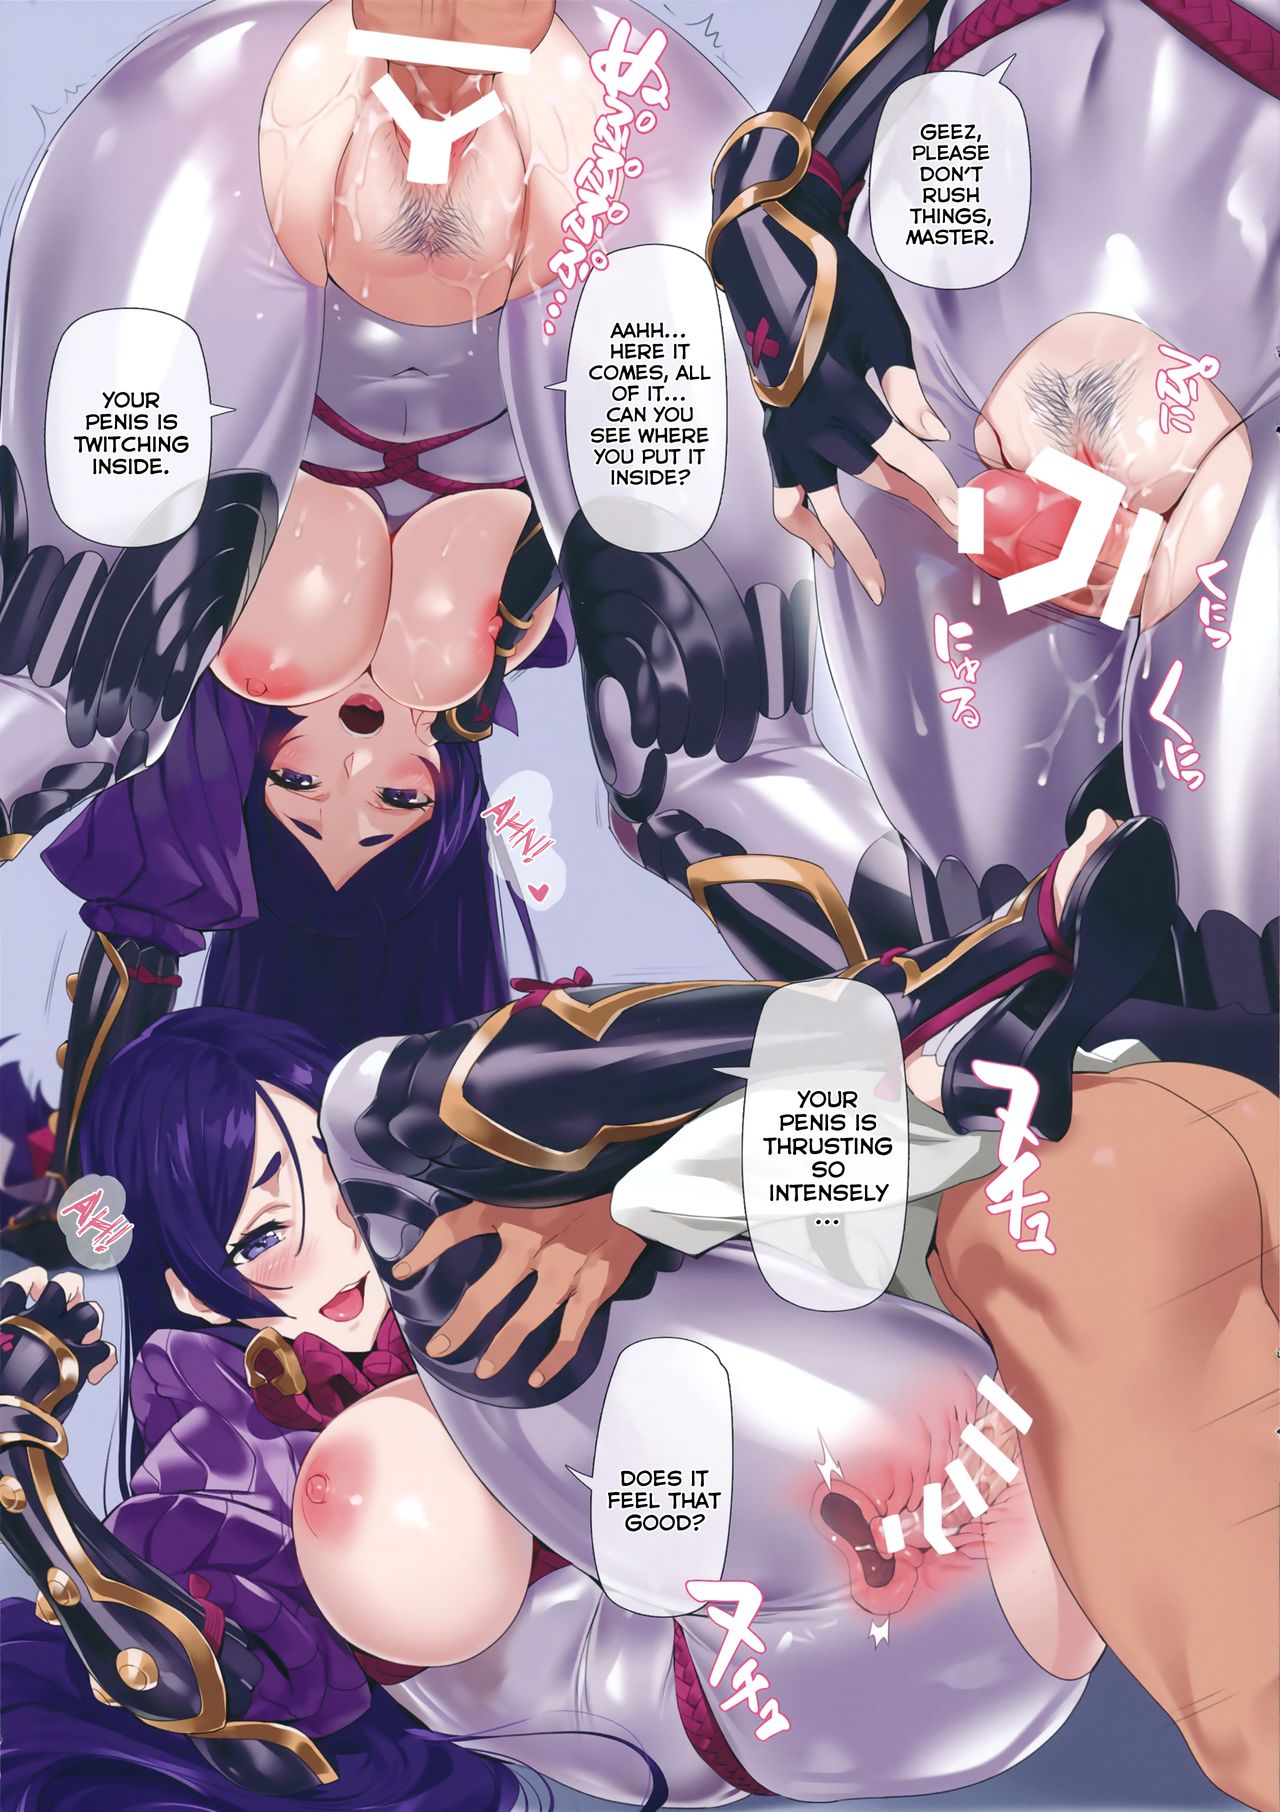 GEEZ,
PLEASE
DON'T
RUSH
THINGS,
MASTER.
AAHH...
HERE IT
COMES, ALL
OF IT...
CAN YOU
SEE WHERE
YOU PUT IT
INSIDE?
YOUR
PENIS IS
TWITCHING
INSIDE.
くにっ
くにっ
にゅる
AHN!
YOUR
PENIS IS
THRUSTING
SO
INTENSELY
...
ヌチュ
AH!
DOES IT
FEEL THAT
GOOD?
ヌチュ